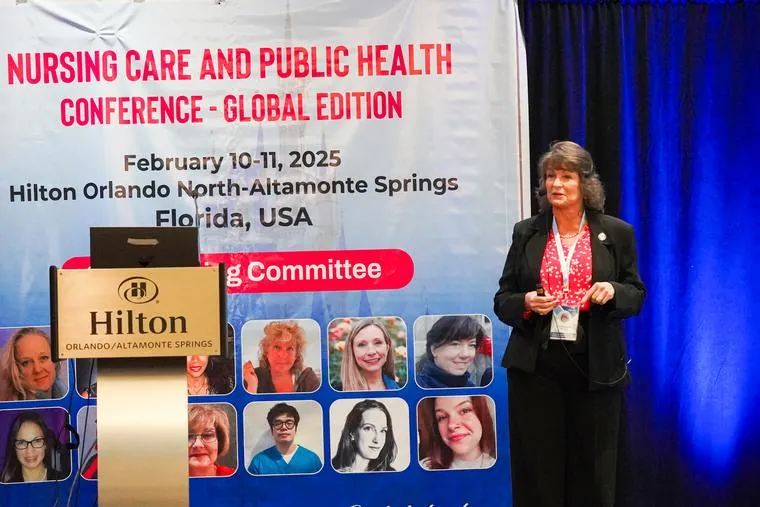 NURSING CARE AND PUBLIC HEALTH
CONFERENCE - GLOBAL EDITION
February 10-11, 2025
Hilton Orlando North-Altamonte Springs
Florida, USA
Committee
Hilton
ORLANDO/ALTAMONTE SPRINGS